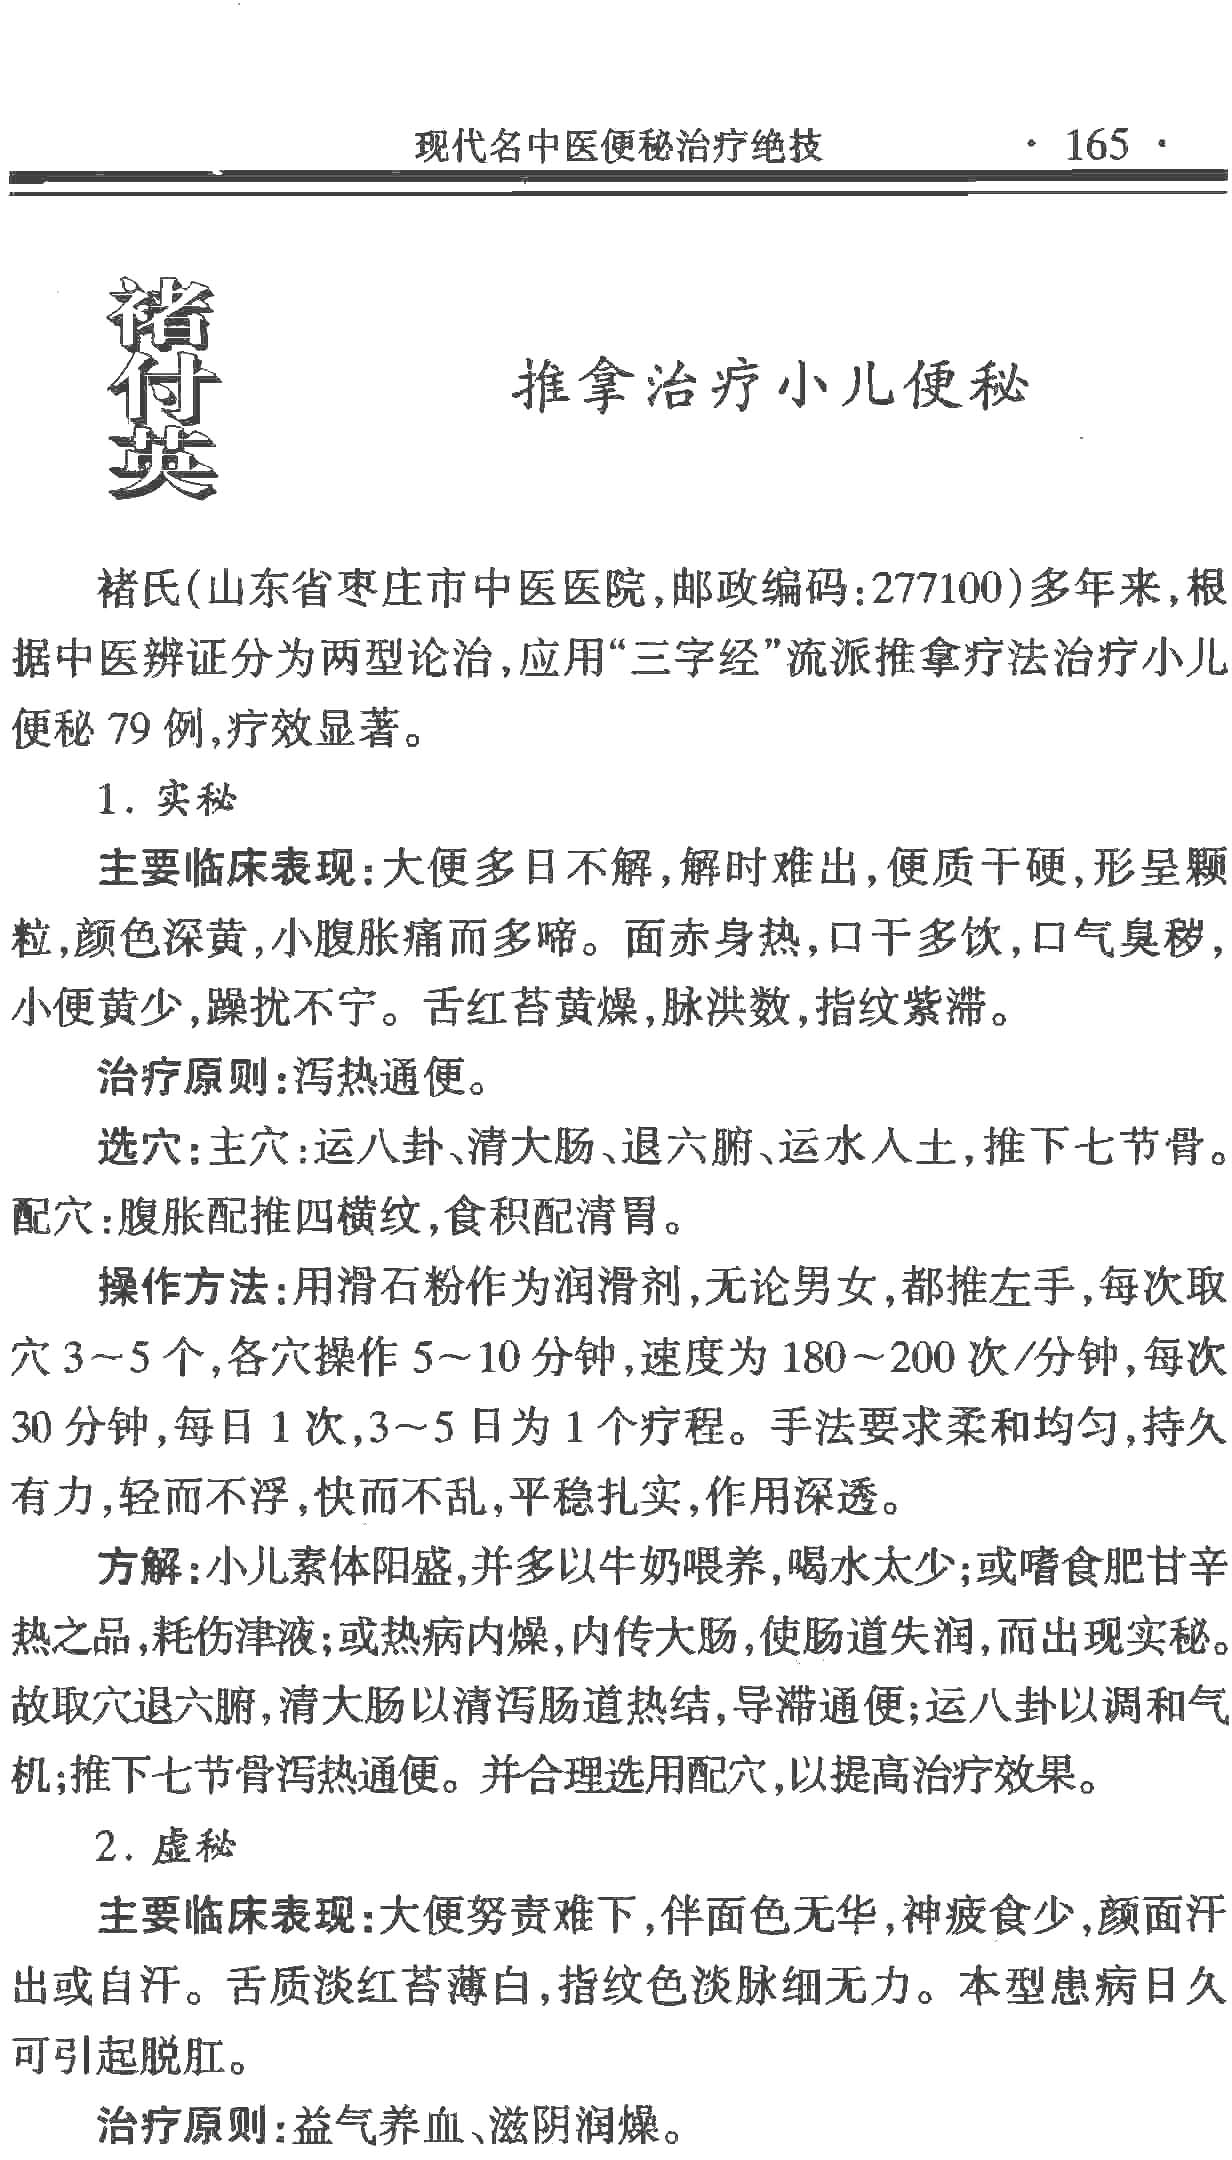 现代名中医便秘治疗绝技 · 165 ·
褚付英
推拿治疗小儿便秘
褚氏(山东省枣庄市中医医院,邮政编码:277100)多年来,根
据中医辨证分为两型论治,应用“三字经”流派推拿疗法治疗小儿
便秘 79 例,疗效显著。
1. 实秘
主要临床表现:大便多日不解,解时难出,便质干硬,形呈颗
粒,颜色深黄,小腹胀痛而多啼。面赤身热,口干多饮,口气臭秽,
小便黄少,躁扰不宁。舌红苔黄燥,脉洪数,指纹紫滞。
治疗原则:泻热通便。
选穴:主穴:运八卦、清大肠、退六腑、运水入土,推下七节骨。
配穴:腹胀配推四横纹,食积配清胃。
操作方法:用滑石粉作为润滑剂,无论男女,都推左手,每次取
穴 3～5 个,各穴操作 5～10 分钟,速度为 180～200 次/分钟,每次
30 分钟,每日 1 次,3～5 日为 1 个疗程。手法要求柔和均匀,持久
有力,轻而不浮,快而不乱,平稳扎实,作用深透。
方解:小儿素体阳盛,并多以牛奶喂养,喝水太少;或嗜食肥甘辛
热之品,耗伤津液;或热病内燥,内传大肠,使肠道失润,而出现实秘。
故取穴退六腑,清大肠以清泻肠道热结,导滞通便;运八卦以调和气
机;推下七节骨泻热通便。并合理选用配穴,以提高治疗效果。
2. 虚秘
主要临床表现:大便努责难下,伴面色无华,神疲食少,颜面汗
出或自汗。舌质淡红苔薄白,指纹色淡脉细无力。本型患病日久
可引起脱肛。
治疗原则:益气养血、滋阴润燥。